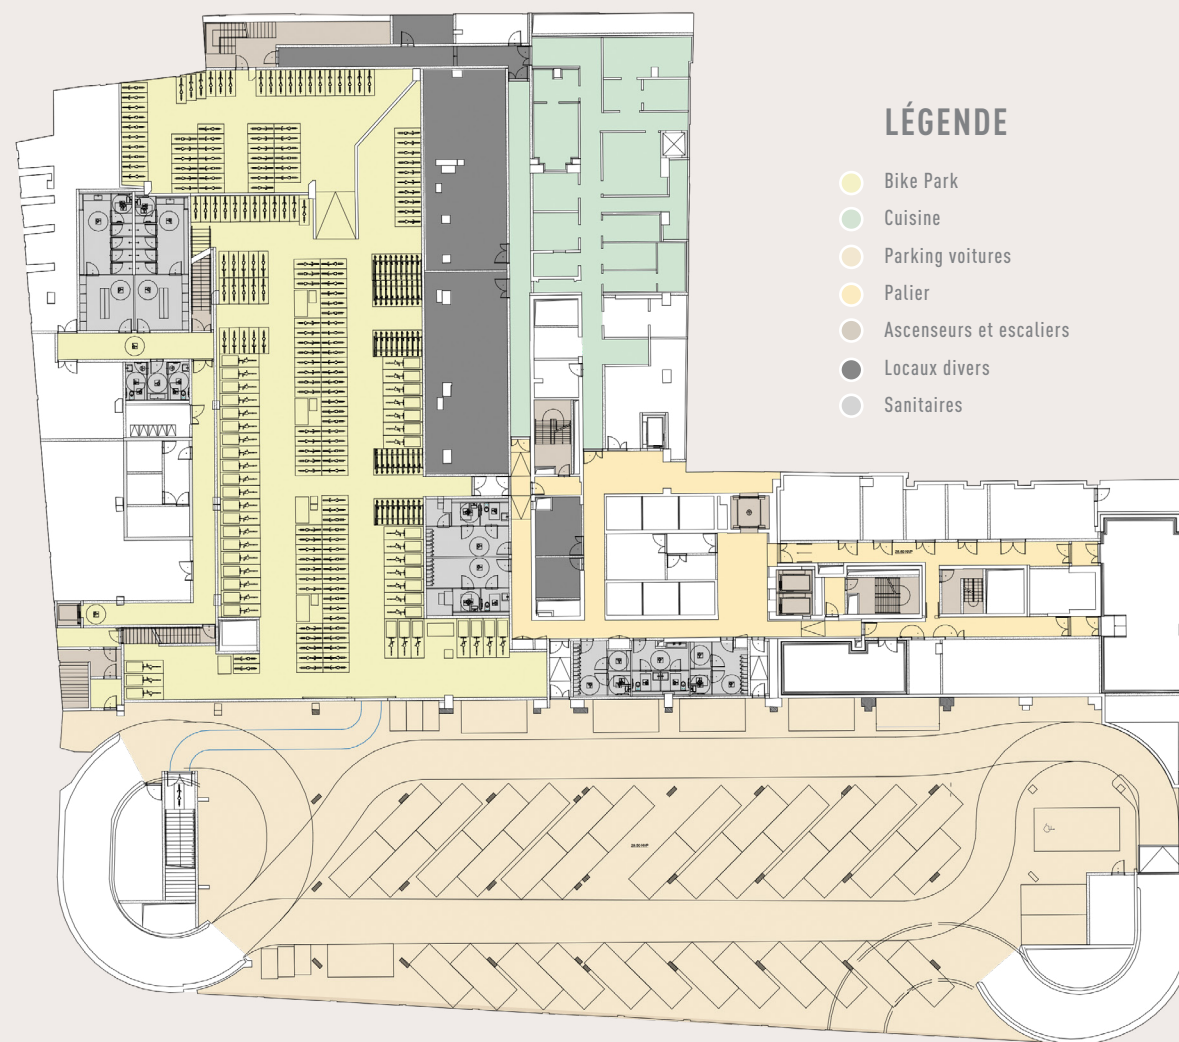 LÉGENDE
Bike Park
Cuisine
Parking voitures
Palier
Ascenseurs et escaliers
Locaux divers
Sanitaires